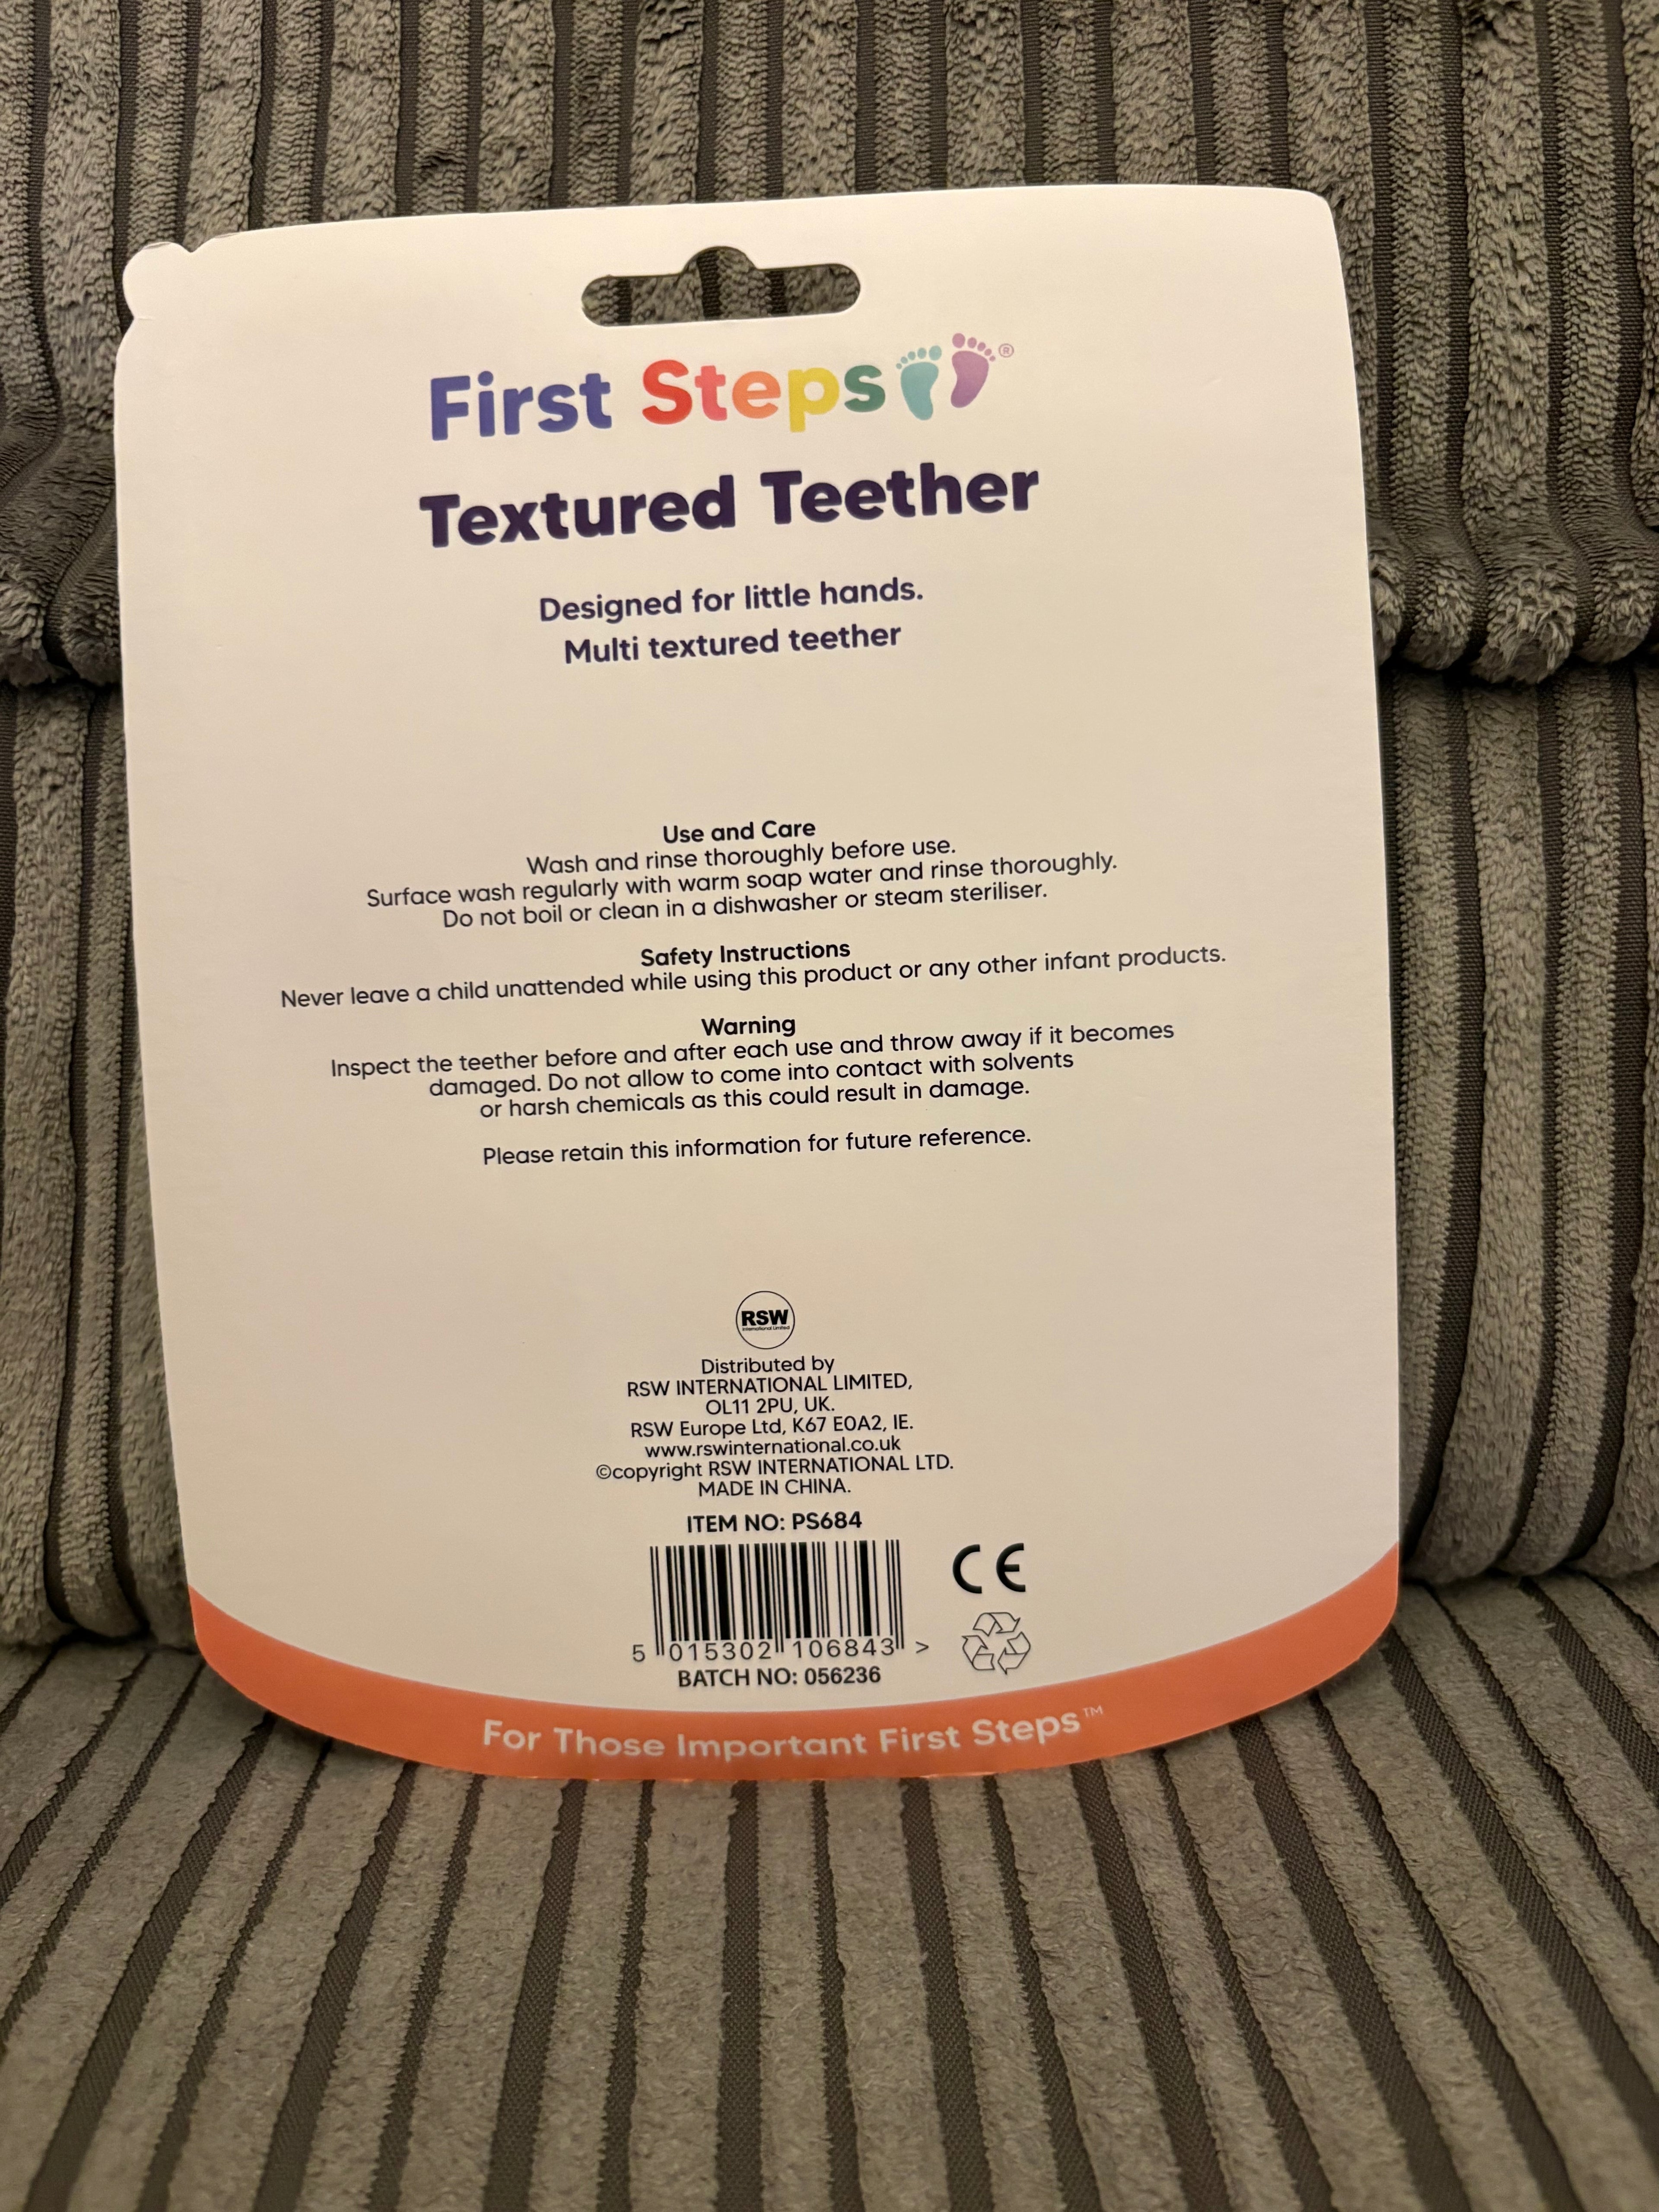 First Steps®
Textured Teether
Designed for little hands.
Multi textured teether
Use and Care
Wash and rinse thoroughly before use.
Surface wash regularly with warm soap water and rinse thoroughly.
Do not boil or clean in a dishwasher or steam steriliser.
Safety Instructions
Never leave a child unattended while using this product or any other infant products.
Warning
Inspect the teether before and after each use and throw away if it becomes
damaged. Do not allow to come into contact with solvents
or harsh chemicals as this could result in damage.
Please retain this information for future reference.
RSW
International Limited
Distributed by
RSW INTERNATIONAL LIMITED,
OL11 2PU, UK.
RSW Europe Ltd, K67 E0A2, IE.
www.rswinternational.co.uk
©copyright RSW INTERNATIONAL LTD.
MADE IN CHINA.
ITEM NO: PS684
CE
5 015302 106843 >
BATCH NO: 056236
For Those Important First Steps™